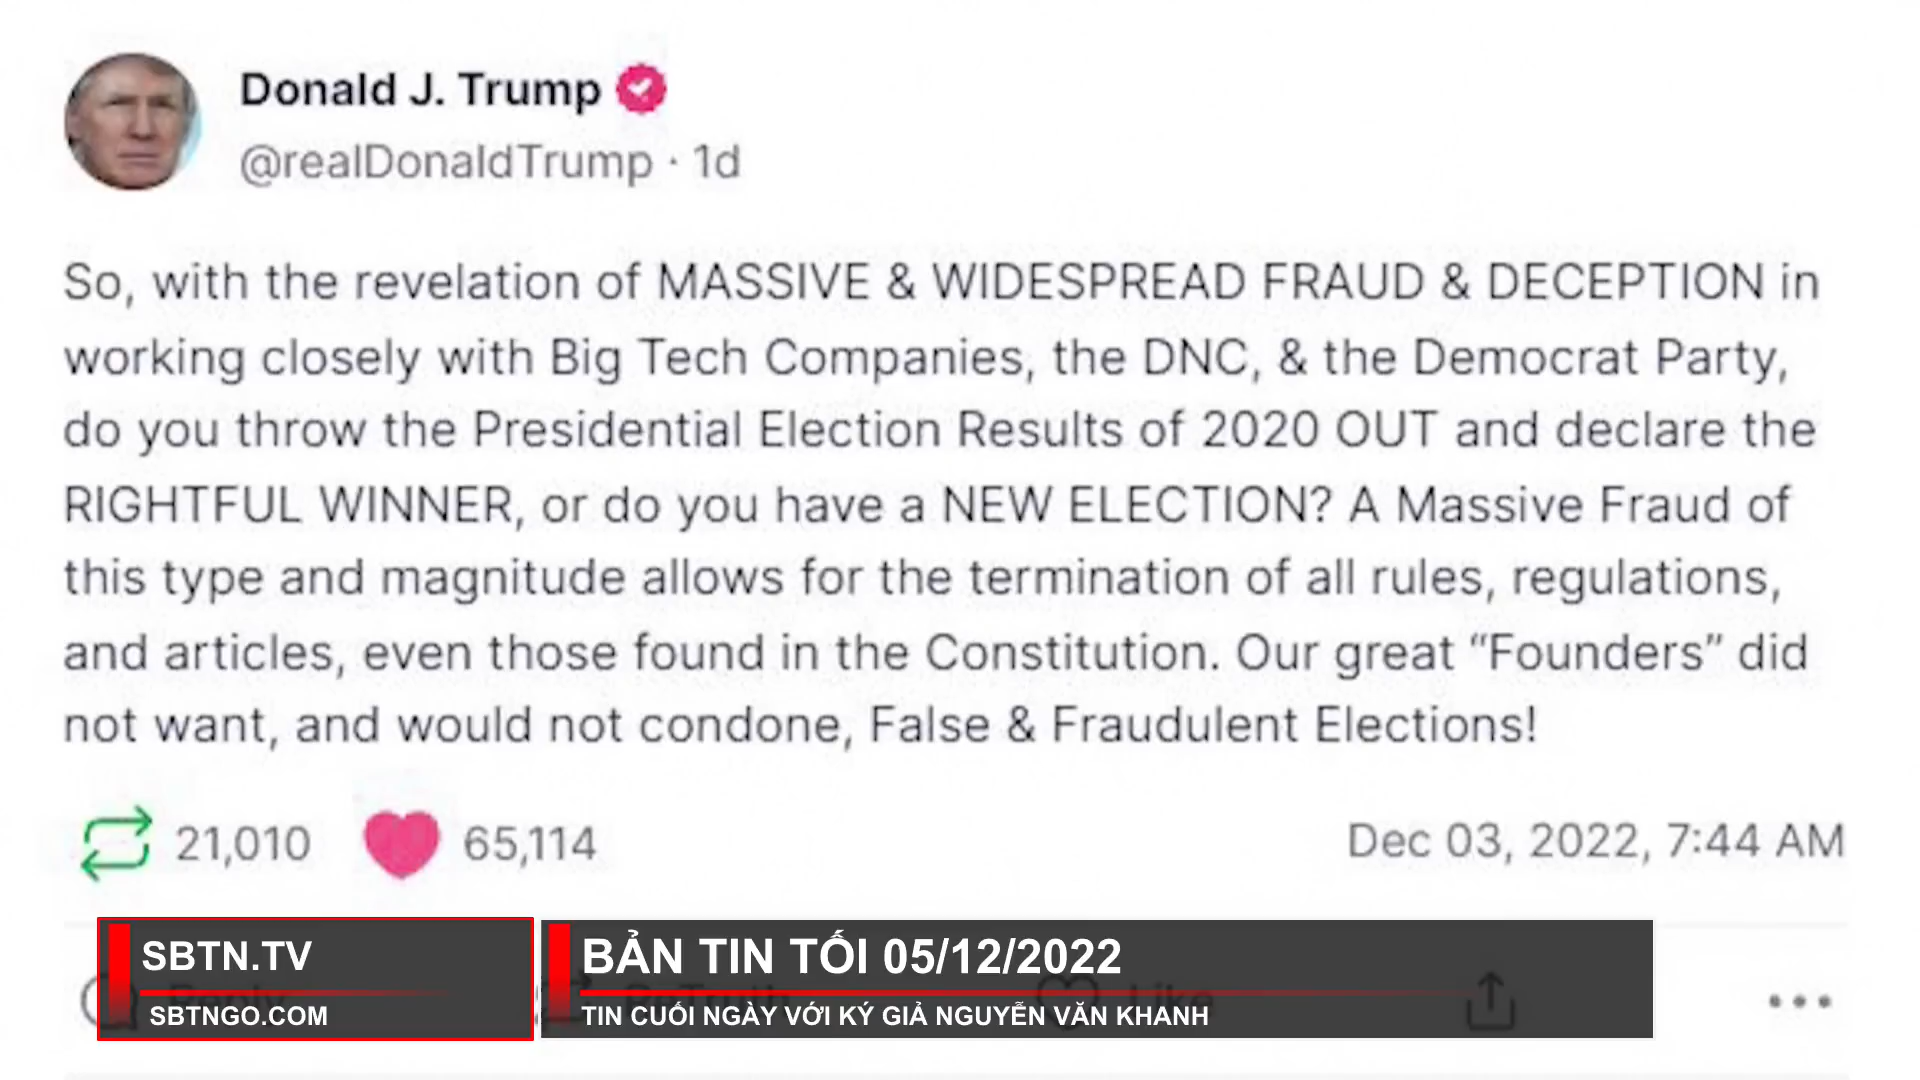 Donald J. Trump
@realDonaldTrump · 1d
So, with the revelation of MASSIVE & WIDESPREAD FRAUD & DECEPTION in
working closely with Big Tech Companies, the DNC, & the Democrat Party,
do you throw the Presidential Election Results of 2020 OUT and declare the
RIGHTFUL WINNER, or do you have a NEW ELECTION? A Massive Fraud of
this type and magnitude allows for the termination of all rules, regulations,
and articles, even those found in the Constitution. Our great “Founders” did
not want, and would not condone, False & Fraudulent Elections!
21,010 65,114 Dec 03, 2022, 7:44 AM
Reply ReTruth Like
SBTN.TV
SBTNGO.COM
BẢN TIN TỐI 05/12/2022
TIN CUỐI NGÀY VỚI KÝ GIẢ NGUYỄN VĂN KHANH